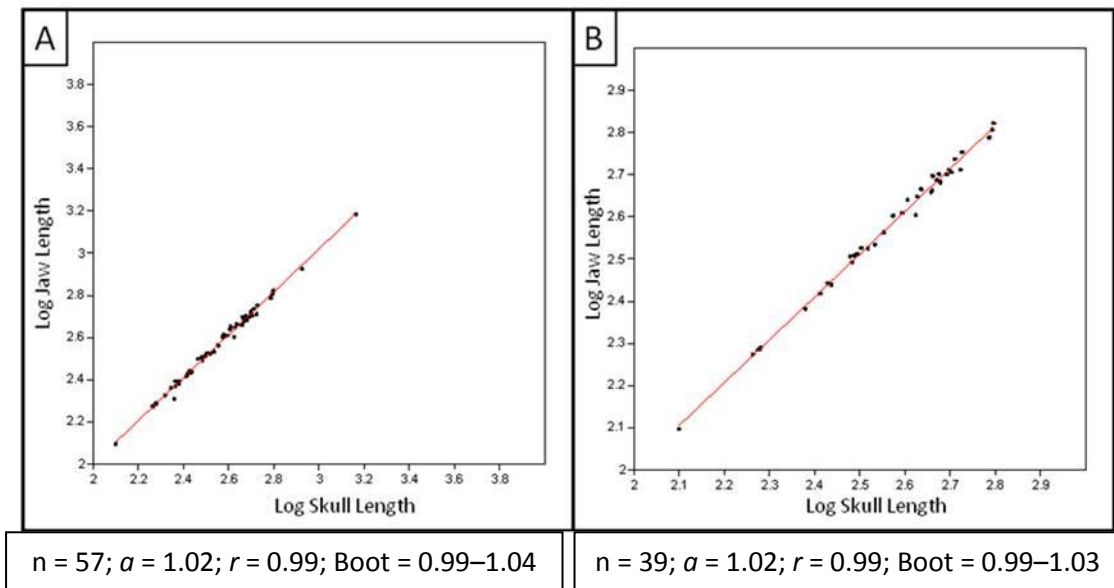 A
3.8
3.6
3.4
3.2
3
2.8
2.6
2.4
2.2
2
Log Jaw Length
2 2.2 2.4 2.6 2.8 3 3.2 3.4 3.6 3.8
Log Skull Length
n = 57; a = 1.02; r = 0.99; Boot = 0.99–1.04
B
2.9
2.8
2.7
2.6
2.5
2.4
2.3
2.2
2.1
2
Log Jaw Length
2 2.1 2.2 2.3 2.4 2.5 2.6 2.7 2.8 2.9
Log Skull Length
n = 39; a = 1.02; r = 0.99; Boot = 0.99–1.03